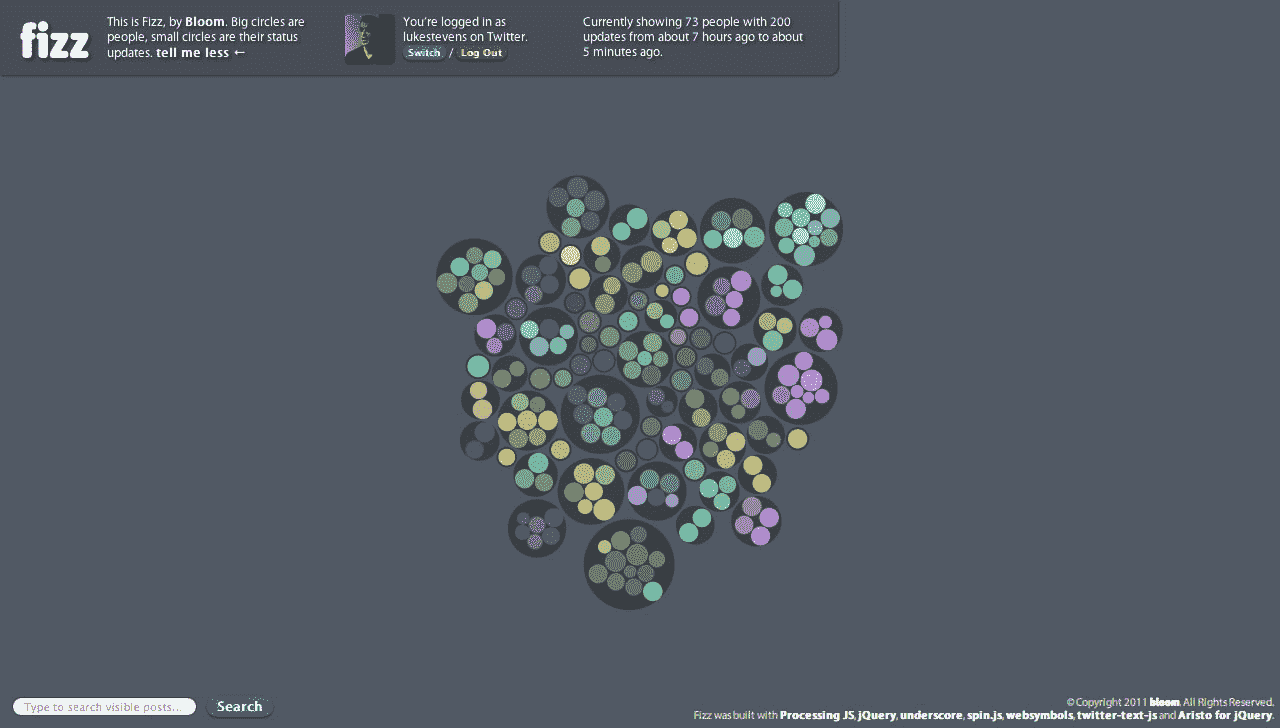 fizz
This is Fizz, by Bloom. Big circles are
people, small circles are their status
updates. tell me less ←
You're logged in as
lukestevens on Twitter.
Switch / Log Out
Currently showing 73 people with 200
updates from about 7 hours ago to about
5 minutes ago.
Type to search visible posts...
Search
© Copyright 2011 bloom. All Rights Reserved.
Fizz was built with Processing JS, jQuery, underscore, spin.js, websymbols, twitter-text-js and Aristo for jQuery.